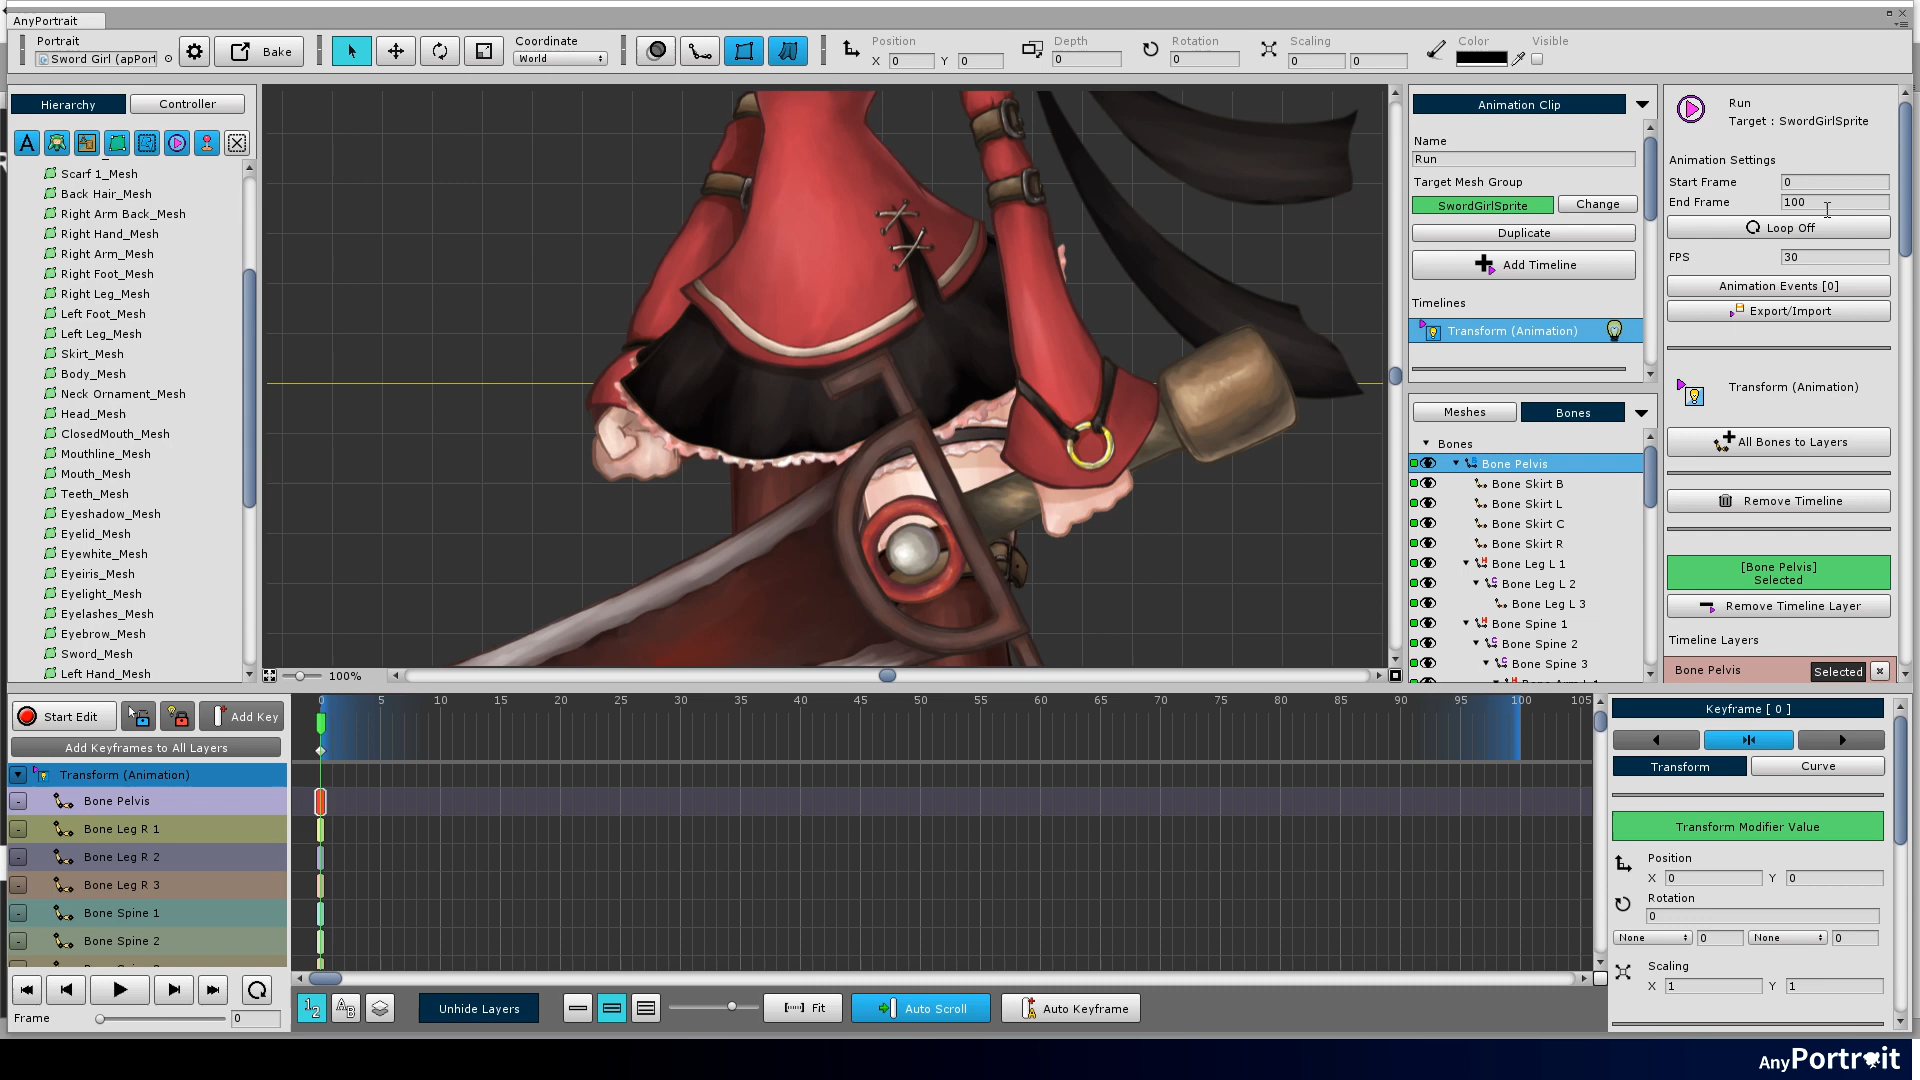 AnyPortrait
Portrait
Sword Girl (apPort
Bake
Coordinate
World
Position
X 0 Y 0
Depth
0
Rotation
0
Scaling
0 0
Color
Visible
Hierarchy
Controller
Scarf 1_Mesh
Back Hair_Mesh
Right Arm Back_Mesh
Right Hand_Mesh
Right Arm_Mesh
Right Foot_Mesh
Right Leg_Mesh
Left Foot_Mesh
Left Leg_Mesh
Skirt_Mesh
Body_Mesh
Neck Ornament_Mesh
Head_Mesh
ClosedMouth_Mesh
Mouthline_Mesh
Mouth_Mesh
Teeth_Mesh
Eyeshadow_Mesh
Eyelid_Mesh
Eyewhite_Mesh
Eyeiris_Mesh
Eyelight_Mesh
Eyelashes_Mesh
Eyebrow_Mesh
Sword_Mesh
Left Hand_Mesh
100%
Animation Clip
Name
Run
Target Mesh Group
SwordGirlSprite
Change
Duplicate
Add Timeline
Timelines
Transform (Animation)
Meshes
Bones
Bones
Bone Pelvis
Bone Skirt B
Bone Skirt L
Bone Skirt C
Bone Skirt R
Bone Leg L 1
Bone Leg L 2
Bone Leg L 3
Bone Spine 1
Bone Spine 2
Bone Spine 3
Run
Target : SwordGirlSprite
Animation Settings
Start Frame 0
End Frame 100
Loop Off
FPS 30
Animation Events [0]
Export/Import
Transform (Animation)
All Bones to Layers
Remove Timeline
[Bone Pelvis]
Selected
Remove Timeline Layer
Timeline Layers
Bone Pelvis Selected
Start Edit
Add Key
Add Keyframes to All Layers
Transform (Animation)
Bone Pelvis
Bone Leg R 1
Bone Leg R 2
Bone Leg R 3
Bone Spine 1
Bone Spine 2
Frame 0
0 5 10 15 20 25 30 35 40 45 50 55 60 65 70 75 80 85 90 95 100 105
Unhide Layers
Fit
Auto Scroll
Auto Keyframe
Keyframe [ 0 ]
Transform
Curve
Transform Modifier Value
Position
X 0 Y 0
Rotation
0
None 0 None 0
Scaling
X 1 Y 1
AnyPortrait